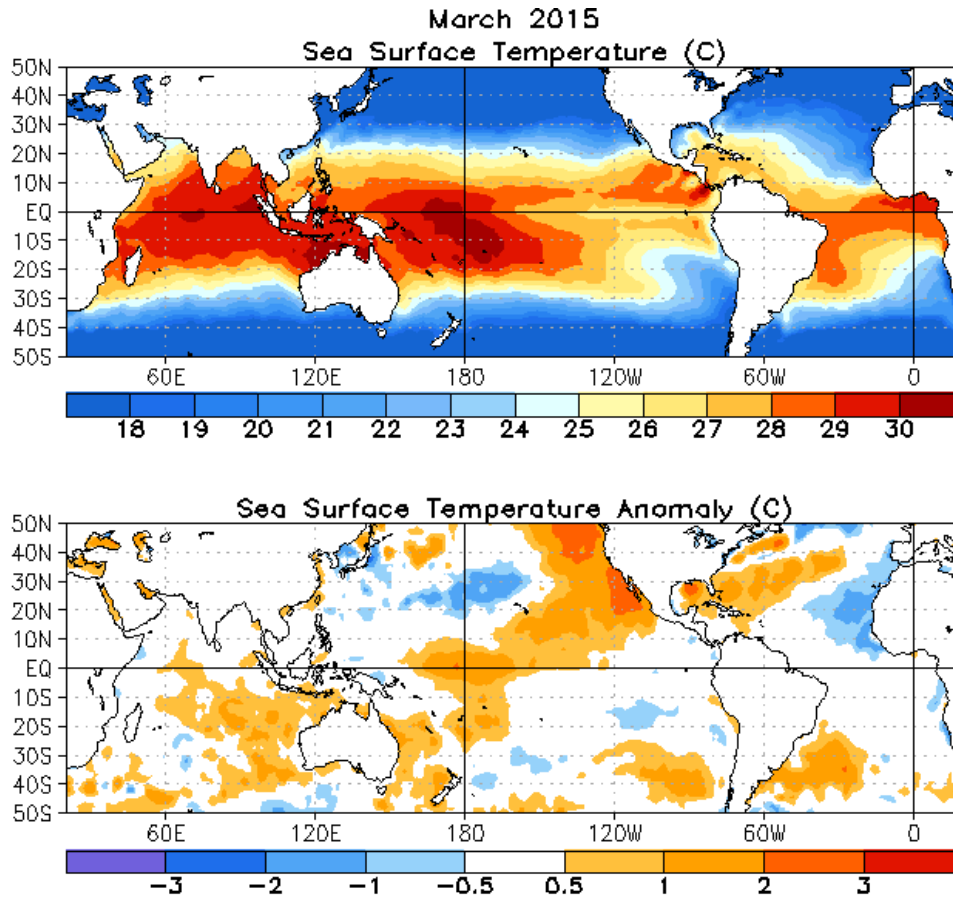 March 2015
Sea Surface Temperature (C)
50N
40N
30N
20N
10N
EQ
10S
20S
30S
40S
50S
60E 120E 180 120W 60W 0
18 19 20 21 22 23 24 25 26 27 28 29 30
Sea Surface Temperature Anomaly (C)
50N
40N
30N
20N
10N
EQ
10S
20S
30S
40S
50S
60E 120E 180 120W 60W 0
-3 -2 -1 -0.5 0.5 1 2 3